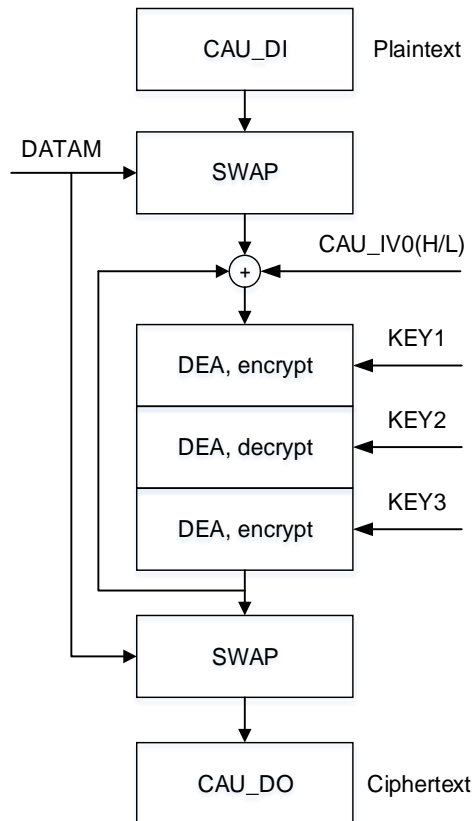 CAU_DI
Plaintext
DATAM
SWAP
CAU_IV0(H/L)
+
KEY1
DEA, encrypt
KEY2
DEA, decrypt
KEY3
DEA, encrypt
SWAP
CAU_DO
Ciphertext